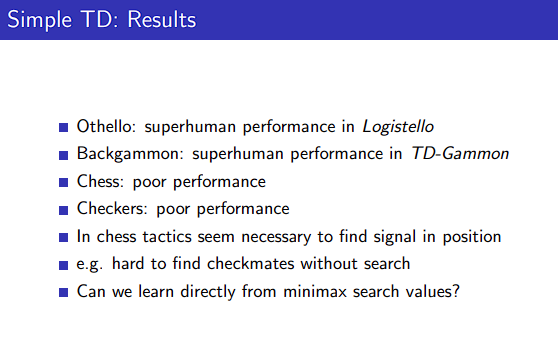 Simple TD: Results
Othello: superhuman performance in Logistello
Backgammon: superhuman performance in TD-Gammon
Chess: poor performance
Checkers: poor performance
In chess tactics seem necessary to find signal in position
e.g. hard to find checkmates without search
Can we learn directly from minimax search values?